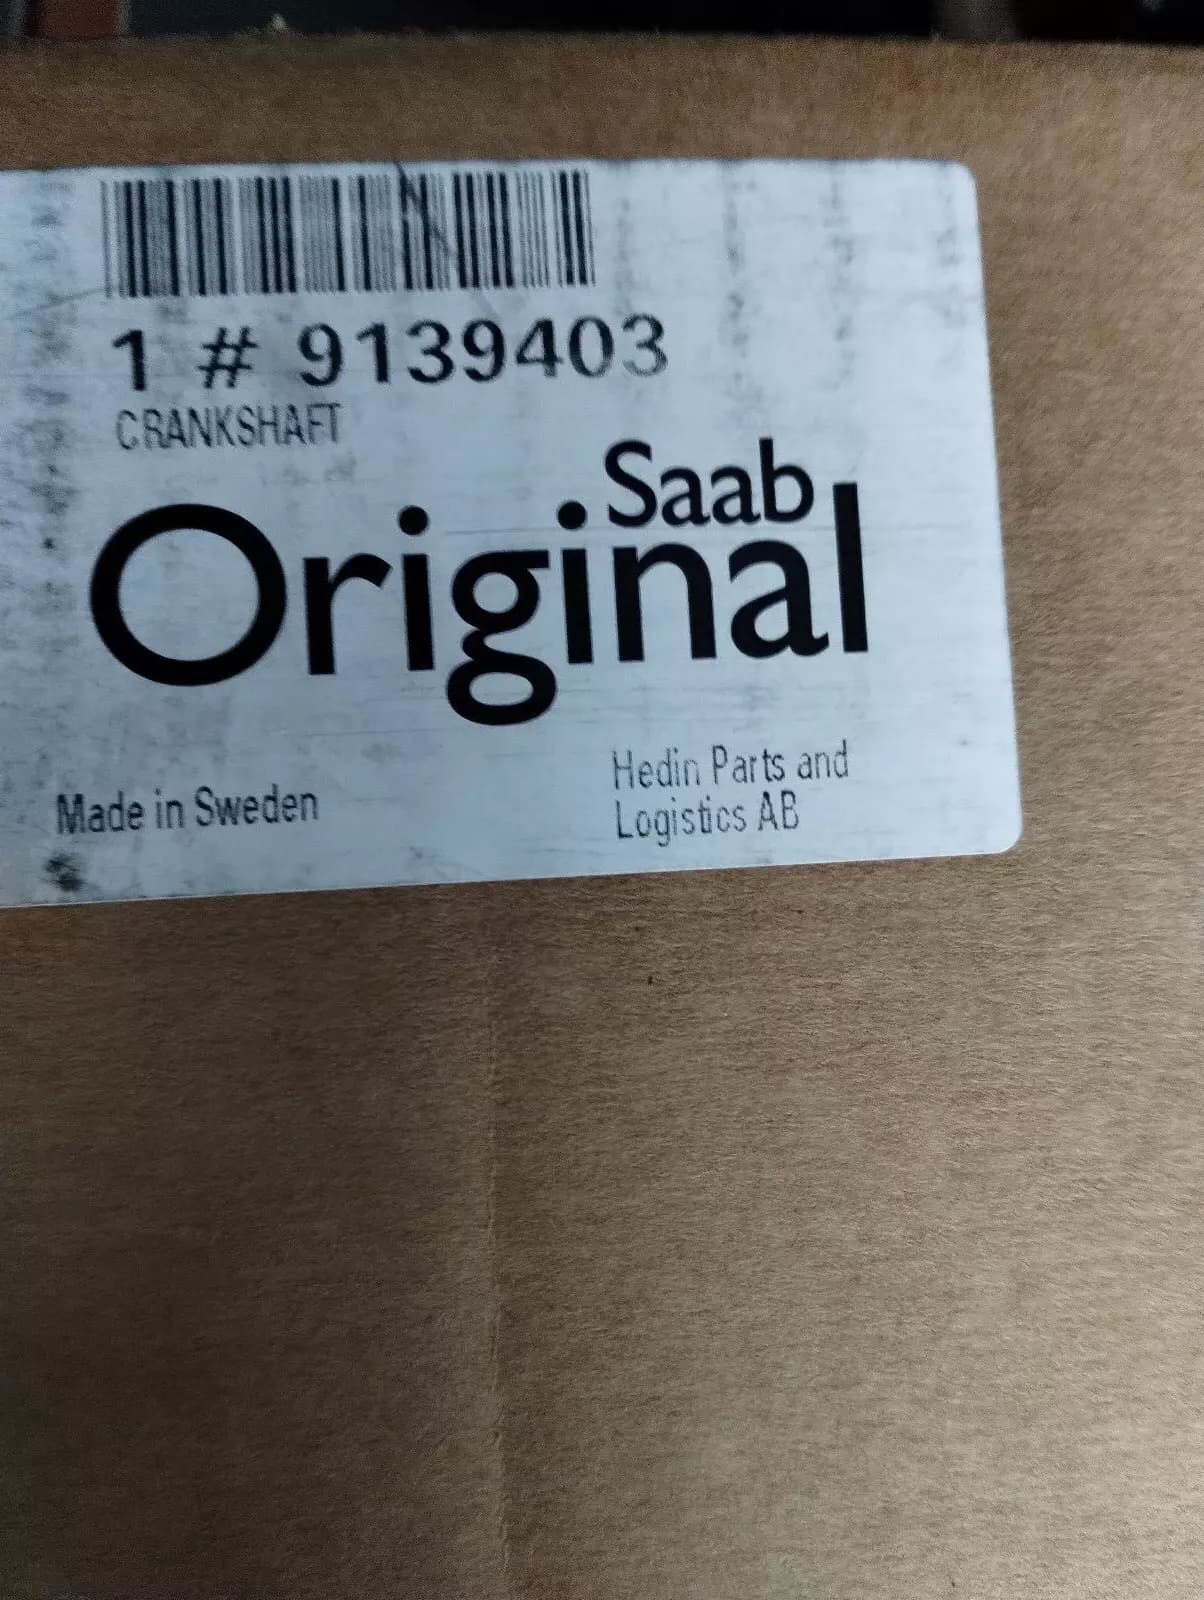 1 # 9139403
CRANKSHAFT
Saab
Original
Made in Sweden
Hedin Parts and
Logistics AB